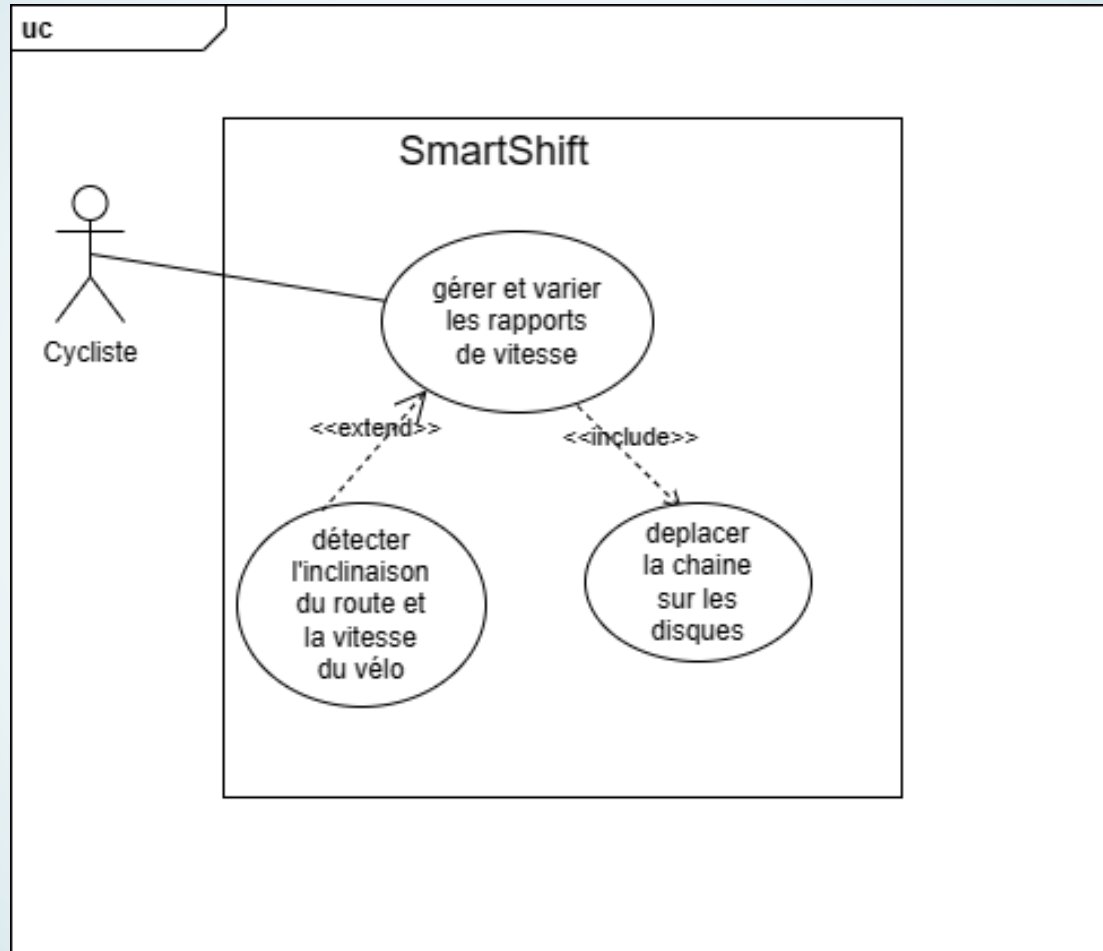 uc
SmartShift
Cycliste
gérer et varier
les rapports
de vitesse
<<extend>>
<<include>>
détecter
l'inclinaison
du route et
la vitesse
du vélo
deplacer
la chaine
sur les
disques